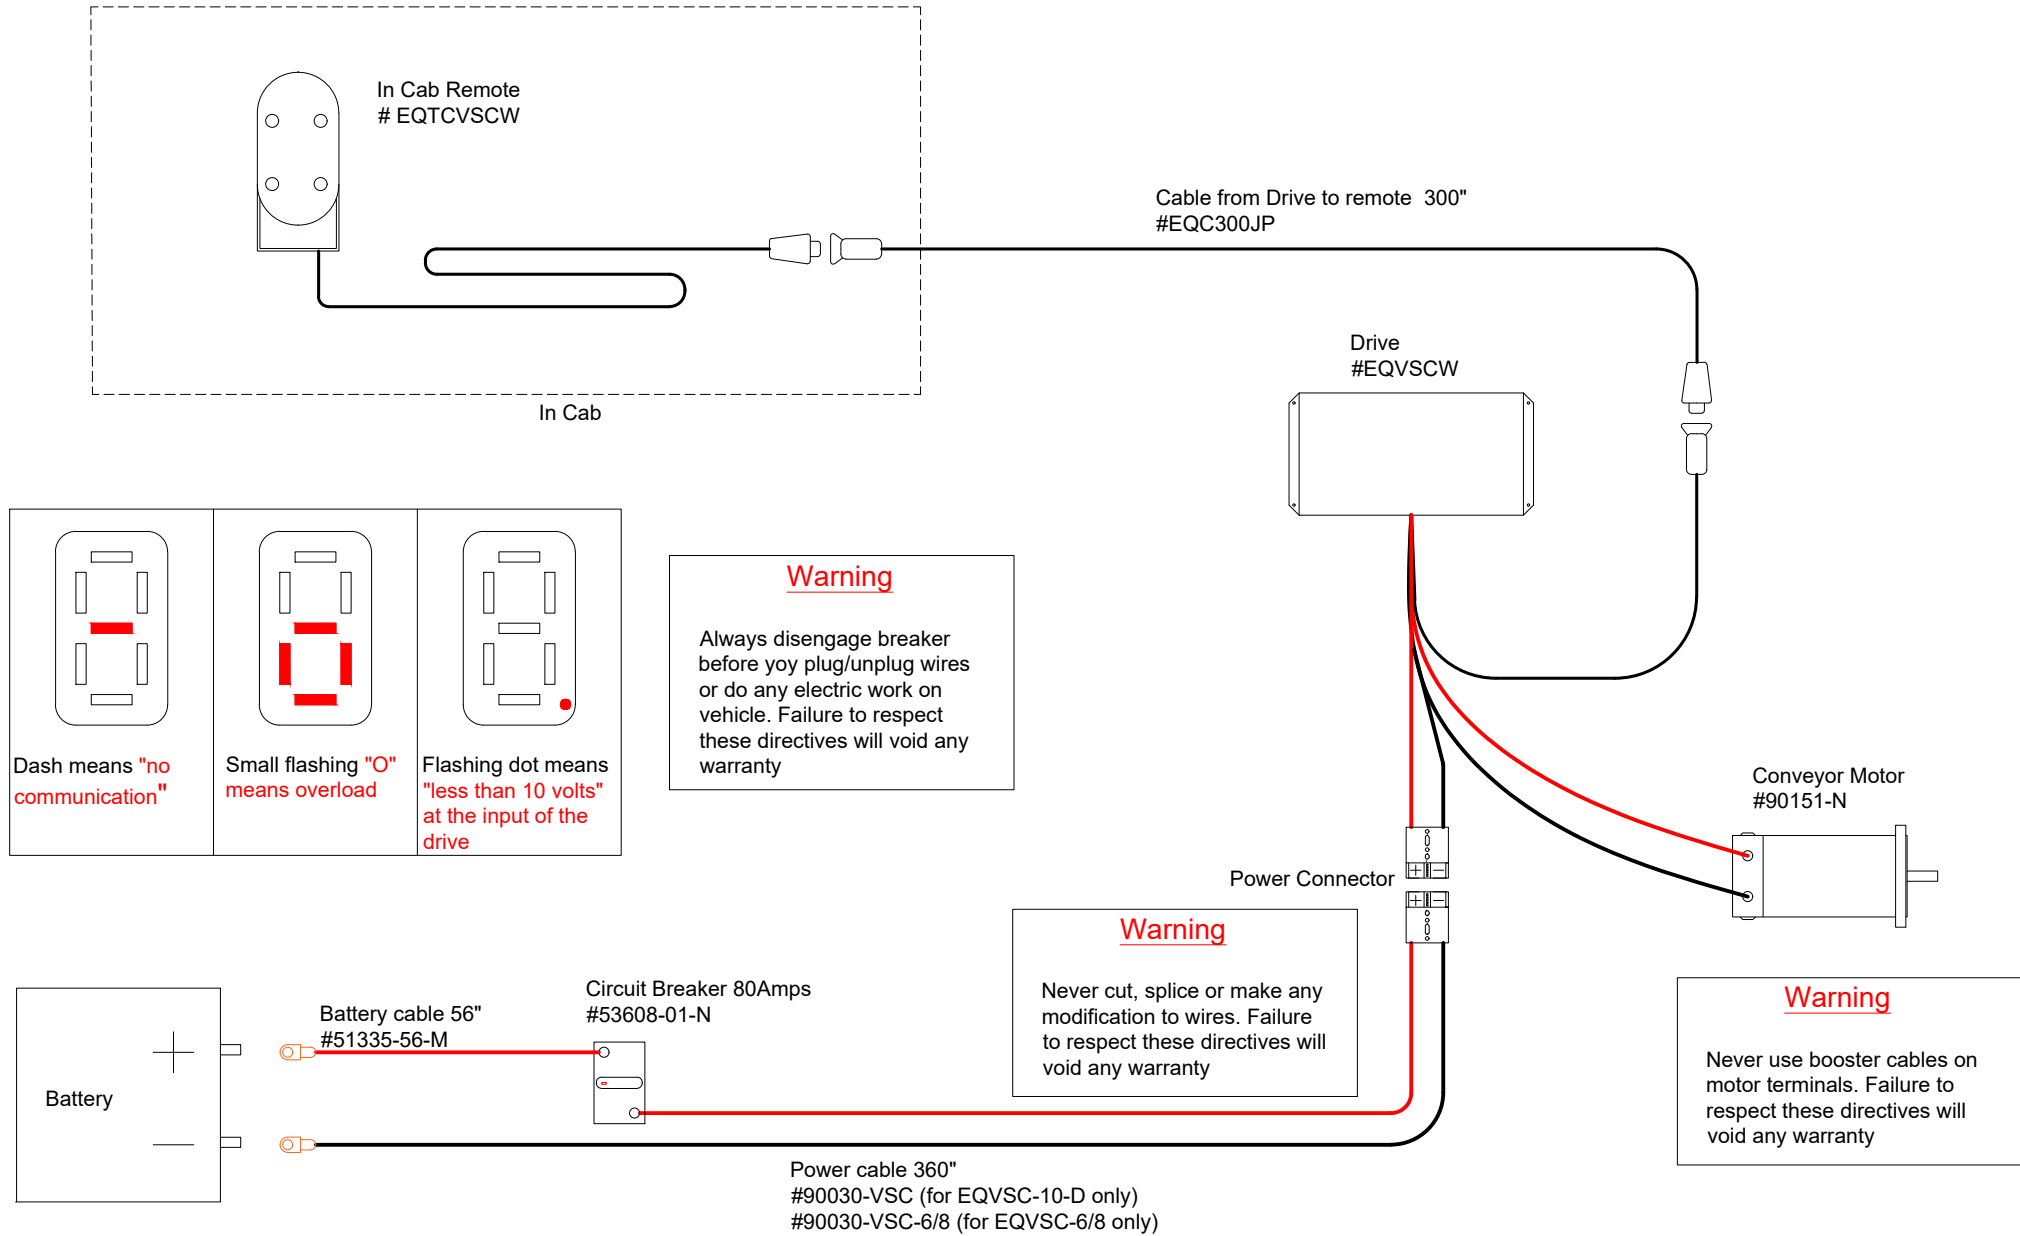 In Cab Remote
# EQTCVSCW
Cable from Drive to remote  300"
#EQC300JP
Drive
#EQVSCW
In Cab
Dash means "no
communication"
Small flashing "O"
means overload
Flashing dot means
"less than 10 volts"
at the input of the
drive
Warning
Always disengage breaker
before yoy plug/unplug wires
or do any electric work on
vehicle. Failure to respect
these directives will void any
warranty
Conveyor Motor
#90151-N
Power Connector
+ −
+ −
Warning
Never cut, splice or make any
modification to wires. Failure
to respect these directives will
void any warranty
Warning
Never use booster cables on
motor terminals. Failure to
respect these directives will
void any warranty
Circuit Breaker 80Amps
#53608-01-N
Battery cable 56"
#51335-56-M
+
Battery
−
Power cable 360"
#90030-VSC (for EQVSC-10-D only)
#90030-VSC-6/8 (for EQVSC-6/8 only)